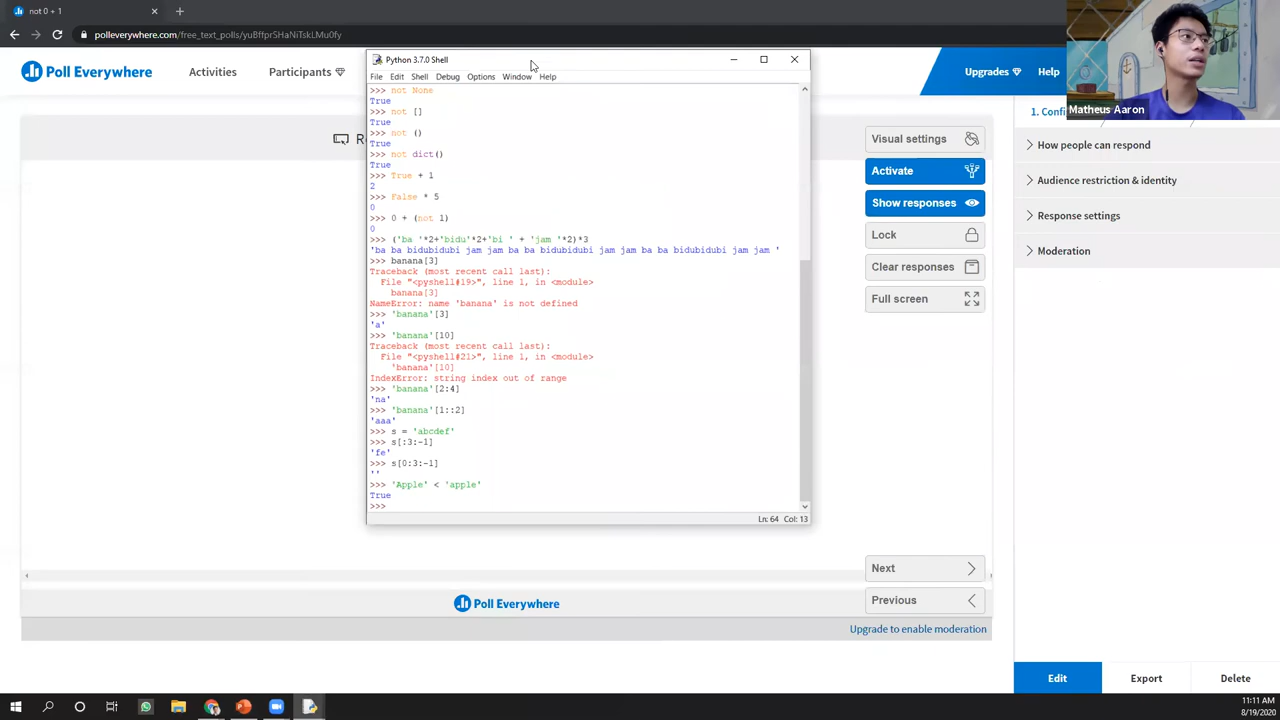 not 0 + 1
polleverywhere.com/free_text_polls/yuBffprSHaNiTskLMu0fy
Poll Everywhere
Activities
Participants
Upgrades
Help
Matheus Aaron
Python 3.7.0 Shell
File Edit Shell Debug Options Window Help
>>> not None
True
>>> not []
True
>>> not ()
True
>>> not dict()
True
>>> True + 1
2
>>> False * 5
0
>>> 0 + (not 1)
0
>>> ('ba '*2+'bidu'*2+'bi ' + 'jam '*2)*3
'ba ba bidubidubi jam jam ba ba bidubidubi jam jam ba ba bidubidubi jam jam '
>>> banana[3]
Traceback (most recent call last):
File "<pyshell#19>", line 1, in <module>
banana[3]
NameError: name 'banana' is not defined
>>> 'banana'[3]
'a'
>>> 'banana'[10]
Traceback (most recent call last):
File "<pyshell#21>", line 1, in <module>
'banana'[10]
IndexError: string index out of range
>>> 'banana'[2:4]
'na'
>>> 'banana'[1::2]
'aaa'
>>> s = 'abcdef'
>>> s[:3:-1]
'fe'
>>> s[0:3:-1]
''
>>> 'Apple' < 'apple'
True
>>>
Ln: 64 Col: 13
R
Visual settings
Activate
Show responses
Lock
Clear responses
Full screen
Next
Previous
Poll Everywhere
Upgrade to enable moderation
How people can respond
Audience restriction & identity
Response settings
Moderation
Edit
Export
Delete
11:11 AM
8/19/2020